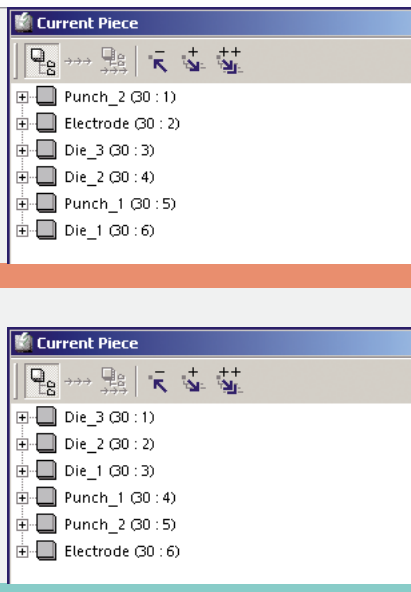 Current Piece
Punch_2 (30 : 1)
Electrode (30 : 2)
Die_3 (30 : 3)
Die_2 (30 : 4)
Punch_1 (30 : 5)
Die_1 (30 : 6)
Current Piece
Die_3 (30 : 1)
Die_2 (30 : 2)
Die_1 (30 : 3)
Punch_1 (30 : 4)
Punch_2 (30 : 5)
Electrode (30 : 6)